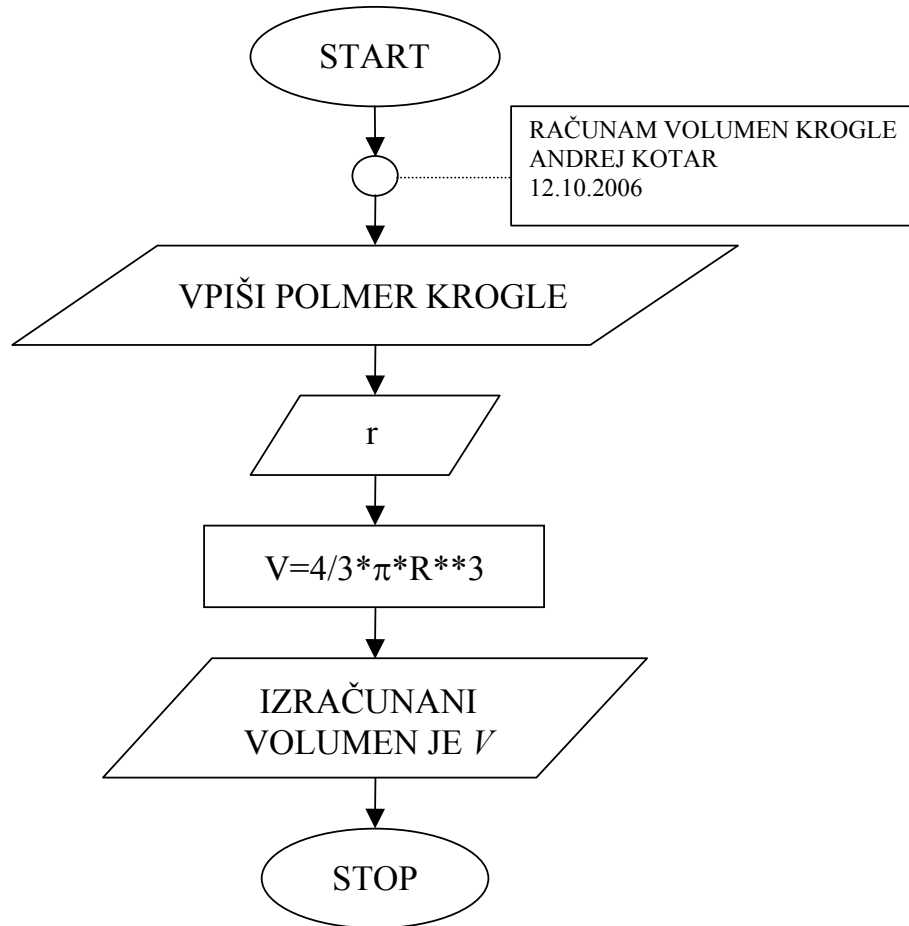 START
RAČUNAM VOLUMEN KROGLE
ANDREJ KOTAR
12.10.2006
VPIŠI POLMER KROGLE
r
V=4/3*π*R**3
IZRAČUNANI
VOLUMEN JE V
STOP